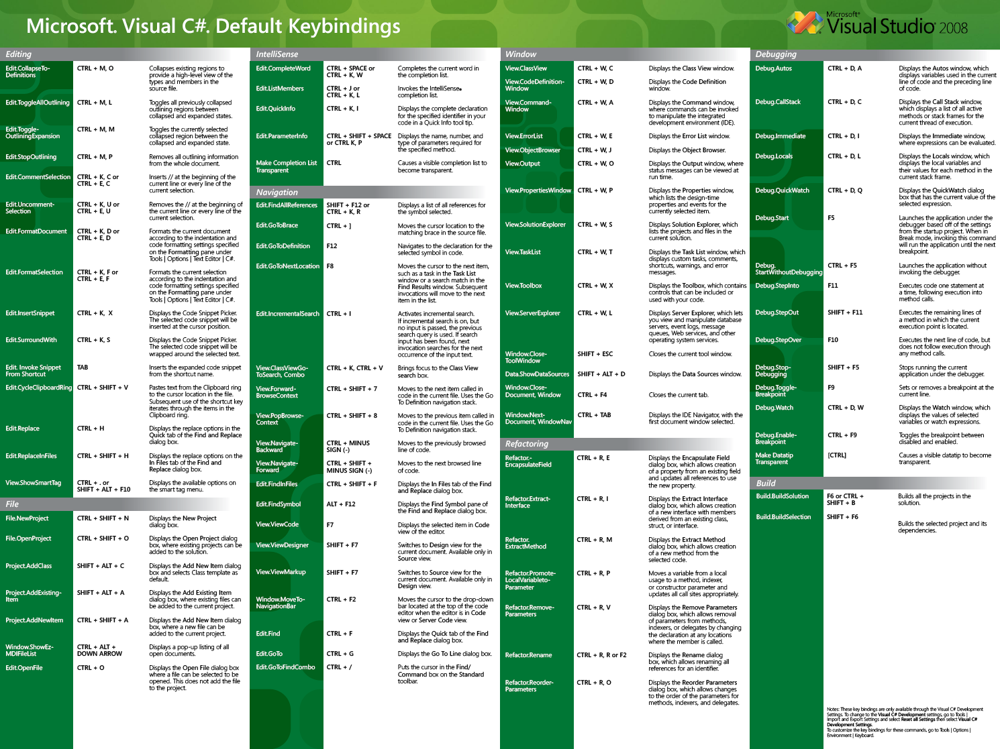 Microsoft. Visual C#. Default Keybindings
Microsoft®
Visual Studio® 2008
Editing
Edit.CollapseTo-
Definitions
CTRL + M, O
Collapses existing regions to
provide a high-level view of the
types and members in the
source file.
Edit.ToggleAllOutlining
CTRL + M, L
Toggles all previously collapsed
outlining regions between
collapsed and expanded states.
Edit.Toggle-
OutliningExpansion
CTRL + M, M
Toggles the currently selected
collapsed region between the
collapsed and expanded state.
Edit.StopOutlining
CTRL + M, P
Removes all outlining information
from the whole document.
Edit.CommentSelection
CTRL + K, C or
CTRL + E, C
Inserts // at the beginning of the
current line or every line of the
current selection.
Edit.Uncomment-
Selection
CTRL + K, U or
CTRL + E, U
Removes the // at the beginning of
the current line or every line of the
current selection.
Edit.FormatDocument
CTRL + K, D or
CTRL + E, D
Formats the current document
according to the indentation and
code formatting settings specified
on the Formatting pane under
Tools | Options | Text Editor | C#.
Edit.FormatSelection
CTRL + K, F or
CTRL + E, F
Formats the current selection
according to the indentation and
code formatting settings specified
on the Formatting pane under
Tools | Options | Text Editor | C#.
Edit.InsertSnippet
CTRL + K, X
Displays the Code Snippet Picker.
The selected code snippet will be
inserted at the cursor position.
Edit.SurroundWith
CTRL + K, S
Displays the Code Snippet Picker.
The selected code snippet will be
wrapped around the selected text.
Edit. Invoke Snippet
From Shortcut
TAB
Inserts the expanded code snippet
from the shortcut name.
Edit.CycleClipboardRing
CTRL + SHIFT + V
Pastes text from the Clipboard ring
to the cursor location in the file.
Subsequent use of the shortcut key
iterates through the items in the
Clipboard ring.
Edit.Replace
CTRL + H
Displays the replace options in the
Quick tab of the Find and Replace
dialog box.
Edit.ReplaceInFiles
CTRL + SHIFT + H
Displays the replace options on the
In Files tab of the Find and
Replace dialog box.
View.ShowSmartTag
CTRL + . or
SHIFT + ALT + F10
Displays the available options on
the smart tag menu.
File
File.NewProject
CTRL + SHIFT + N
Displays the New Project
dialog box.
File.OpenProject
CTRL + SHIFT + O
Displays the Open Project dialog
box, where existing projects can be
added to the solution.
Project.AddClass
SHIFT + ALT + C
Displays the Add New Item dialog
box and selects Class template as
default.
Project.AddExisting-
Item
SHIFT + ALT + A
Displays the Add Existing Item
dialog box, where existing files can
be added to the current project.
Project.AddNewItem
CTRL + SHIFT + A
Displays the Add New Item dialog
box, where a new file can be
added to the current project.
Window.ShowEz-
MDIFileList
CTRL + ALT +
DOWN ARROW
Displays a pop-up listing of all
open documents.
Edit.OpenFile
CTRL + O
Displays the Open File dialog box
where a file can be selected to be
opened. This does not add the file
to the project.
IntelliSense
Edit.CompleteWord
CTRL + SPACE or
CTRL + K, W
Completes the current word in
the completion list.
Edit.ListMembers
CTRL + J or
CTRL + K, L
Invokes the IntelliSense®
completion list.
Edit.QuickInfo
CTRL + K, I
Displays the complete declaration
for the specified identifier in your
code in a Quick Info tool tip.
Edit.ParameterInfo
CTRL + SHIFT + SPACE
or CTRL K, P
Displays the name, number, and
type of parameters required for
the specified method.
Make Completion List
Transparent
CTRL
Causes a visible completion list to
become transparent.
Navigation
Edit.FindAllReferences
SHIFT + F12 or
CTRL + K, R
Displays a list of all references for
the symbol selected.
Edit.GoToBrace
CTRL + ]
Moves the cursor location to the
matching brace in the source file.
Edit.GoToDefinition
F12
Navigates to the declaration for the
selected symbol in code.
Edit.GoToNextLocation
F8
Moves the cursor to the next item,
such as a task in the Task List
window or a search match in the
Find Results window. Subsequent
invocations will move to the next
item in the list.
Edit.IncrementalSearch
CTRL + I
Activates incremental search.
If incremental search is on, but
no input is passed, the previous
search query is used. If search
input has been found, next
invocation searches for the next
occurrence of the input text.
View.ClassViewGo-
ToSearch, Combo
CTRL + K, CTRL + V
Brings focus to the Class View
search box.
View.Forward-
BrowseContext
CTRL + SHIFT + 7
Moves to the next item called in
code in the current file. Uses the Go
To Definition navigation stack.
View.PopBrowse-
Context
CTRL + SHIFT + 8
Moves to the previous item called in
code in the current file. Uses the Go
To Definition navigation stack.
View.Navigate-
Backward
CTRL + MINUS
SIGN (-)
Moves to the previously browsed
line of code.
View.Navigate-
Forward
CTRL + SHIFT +
MINUS SIGN (-)
Moves to the next browsed line
of code.
Edit.FindInFiles
CTRL + SHIFT + F
Displays the In Files tab of the Find
and Replace dialog box.
Edit.FindSymbol
ALT + F12
Displays the Find Symbol pane of
the Find and Replace dialog box.
View.ViewCode
F7
Displays the selected item in Code
view of the editor.
View.ViewDesigner
SHIFT + F7
Switches to Design view for the
current document. Available only in
Source view.
View.ViewMarkup
SHIFT + F7
Switches to Source view for the
current document. Available only in
Design view.
Window.MoveTo-
NavigationBar
CTRL + F2
Moves the cursor to the drop-down
bar located at the top of the code
editor when the editor is in Code
view or Server Code view.
Edit.Find
CTRL + F
Displays the Quick tab of the Find
and Replace dialog box.
Edit.GoTo
CTRL + G
Displays the Go To Line dialog box.
Edit.GoToFindCombo
CTRL + /
Puts the cursor in the Find/
Command box on the Standard
toolbar.
Window
View.ClassView
CTRL + W, C
Displays the Class View window.
View.CodeDefinition-
Window
CTRL + W, D
Displays the Code Definition
window.
View.Command-
Window
CTRL + W, A
Displays the Command window,
where commands can be invoked
to manipulate the integrated
development environment (IDE).
View.ErrorList
CTRL + W, E
Displays the Error List window.
View.ObjectBrowser
CTRL + W, J
Displays the Object Browser.
View.Output
CTRL + W, O
Displays the Output window, where
status messages can be viewed at
run time.
View.PropertiesWindow
CTRL + W, P
Displays the Properties window,
which lists the design-time
properties and events for the
currently selected item.
View.SolutionExplorer
CTRL + W, S
Displays Solution Explorer, which
lists the projects and files in the
current solution.
View.TaskList
CTRL + W, T
Displays the Task List window, which
displays custom tasks, comments,
shortcuts, warnings, and error
messages.
View.Toolbox
CTRL + W, X
Displays the Toolbox, which contains
controls that can be included or
used with your code.
View.ServerExplorer
CTRL + W, L
Displays Server Explorer, which lets
you view and manipulate database
servers, event logs, message
queues, Web services, and other
operating system services.
Window.Close-
ToolWindow
SHIFT + ESC
Closes the current tool window.
Data.ShowDataSources
SHIFT + ALT + D
Displays the Data Sources window.
Window.Close-
Document, Window
CTRL + F4
Closes the current tab.
Window.Next-
Document, WindowNav
CTRL + TAB
Displays the IDE Navigator, with the
first document window selected.
Refactoring
Refactor.-
EncapsulateField
CTRL + R, E
Displays the Encapsulate Field
dialog box, which allows creation
of a property from an existing field
and updates all references to use
the new property.
Refactor.Extract-
Interface
CTRL + R, I
Displays the Extract Interface
dialog box, which allows creation
of a new interface with members
derived from an existing class,
struct, or interface.
Refactor.
ExtractMethod
CTRL + R, M
Displays the Extract Method
dialog box, which allows creation
of a new method from the
selected code.
Refactor.Promote-
LocalVariableto-
Parameter
CTRL + R, P
Moves a variable from a local
usage to a method, indexer,
or constructor parameter and
updates all call sites appropriately.
Refactor.Remove-
Parameters
CTRL + R, V
Displays the Remove Parameters
dialog box, which allows removal
of parameters from methods,
indexers, or delegates by changing
the declaration at any locations
where the member is called.
Refactor.Rename
CTRL + R, R or F2
Displays the Rename dialog
box, which allows renaming all
references for an identifier.
Refactor.Reorder-
Parameters
CTRL + R, O
Displays the Reorder Parameters
dialog box, which allows changes
to the order of the parameters for
methods, indexers, and delegates.
Debugging
Debug.Autos
CTRL + D, A
Displays the Autos window, which
displays variables used in the current
line of code and the preceding line
of code.
Debug.CallStack
CTRL + D, C
Displays the Call Stack window,
which displays a list of all active
methods or stack frames for the
current thread of execution.
Debug.Immediate
CTRL + D, I
Displays the Immediate window,
where expressions can be evaluated.
Debug.Locals
CTRL + D, L
Displays the Locals window, which
displays the local variables and
their values for each method in the
current stack frame.
Debug.QuickWatch
CTRL + D, Q
Displays the QuickWatch dialog
box that has the current value of the
selected expression.
Debug.Start
F5
Launches the application under the
debugger based off of the settings
from the startup project. When in
Break mode, invoking this command
will run the application until the next
breakpoint.
Debug.
StartWithoutDebugging
CTRL + F5
Launches the application without
invoking the debugger.
Debug.StepInto
F11
Executes code one statement at
a time, following execution into
method calls.
Debug.StepOut
SHIFT + F11
Executes the remaining lines of
a method in which the current
execution point is located.
Debug.StepOver
F10
Executes the next line of code, but
does not follow execution through
any method calls.
Debug.Stop-
Debugging
SHIFT + F5
Stops running the current
application under the debugger.
Debug.Toggle-
Breakpoint
F9
Sets or removes a breakpoint at the
current line.
Debug.Watch
CTRL + D, W
Displays the Watch window, which
displays the values of selected
variables or watch expressions.
Debug.Enable-
Breakpoint
CTRL + F9
Toggles the breakpoint between
disabled and enabled.
Make Datatip
Transparent
[CTRL]
Causes a visible datatip to become
transparent.
Build
Build.BuildSolution
F6 or CTRL +
SHIFT + B
Builds all the projects in the
solution.
Build.BuildSelection
SHIFT + F6
Builds the selected project and its
dependencies.
Notes: These key bindings are only available through the Visual C# Development
Settings. To change to the Visual C# Development settings, go to Tools |
Import and Export Settings and select Reset all Settings then select Visual C#
Development Settings.
To customize the key bindings for these commands, go to Tools | Options |
Environment | Keyboard.